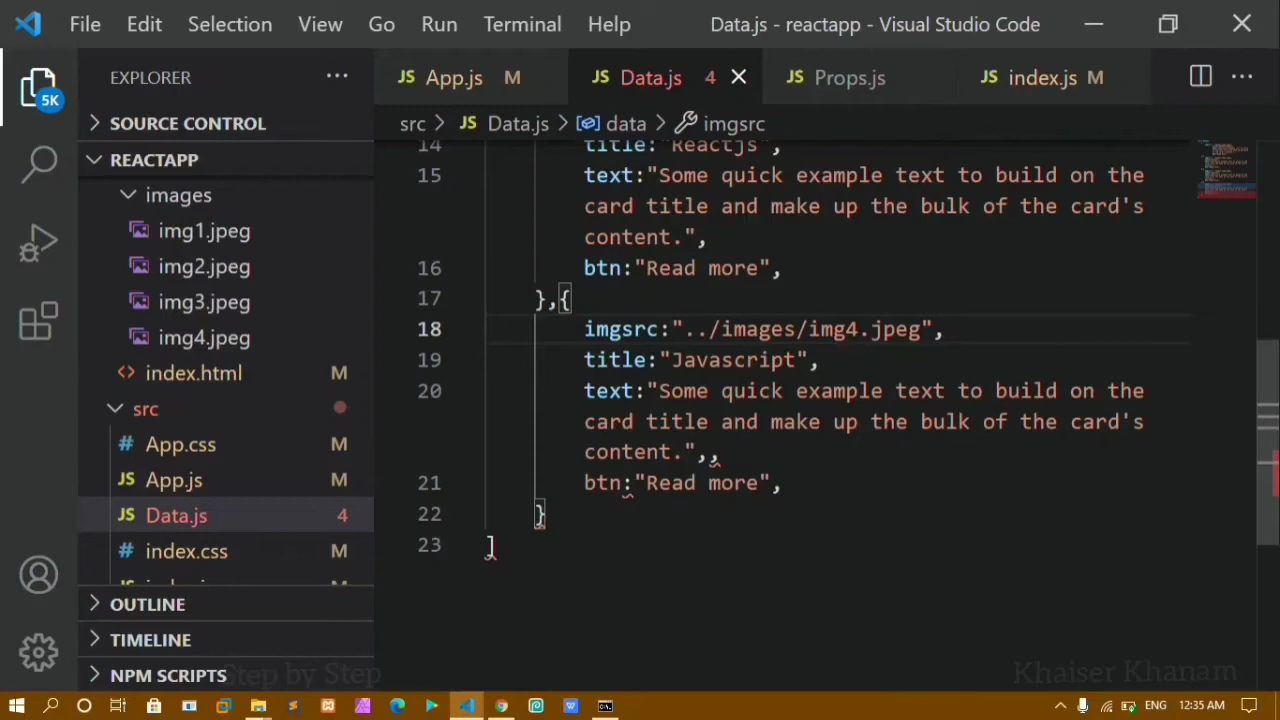 File Edit Selection View Go Run Terminal Help Data.js - reactapp - Visual Studio Code
EXPLORER
JS App.js M JS Data.js 4 JS Props.js JS index.js M
5K
SOURCE CONTROL
src > JS Data.js > data > imgsrc
REACTAPP
images
img1.jpeg
img2.jpeg
img3.jpeg
img4.jpeg
<> index.html M
src
# App.css M
JS App.js M
JS Data.js 4
# index.css M
OUTLINE
TIMELINE
NPM SCRIPTS
14 title:"Reactjs",
15 text:"Some quick example text to build on the
card title and make up the bulk of the card's
content.",
16 btn:"Read more",
17 },{
18 imgsrc:"../images/img4.jpeg",
19 title:"Javascript",
20 text:"Some quick example text to build on the
card title and make up the bulk of the card's
content.",,
21 btn:"Read more",
22 }
23 ]
Step by Step
Khaiser Khanam
ENG 12:35 AM